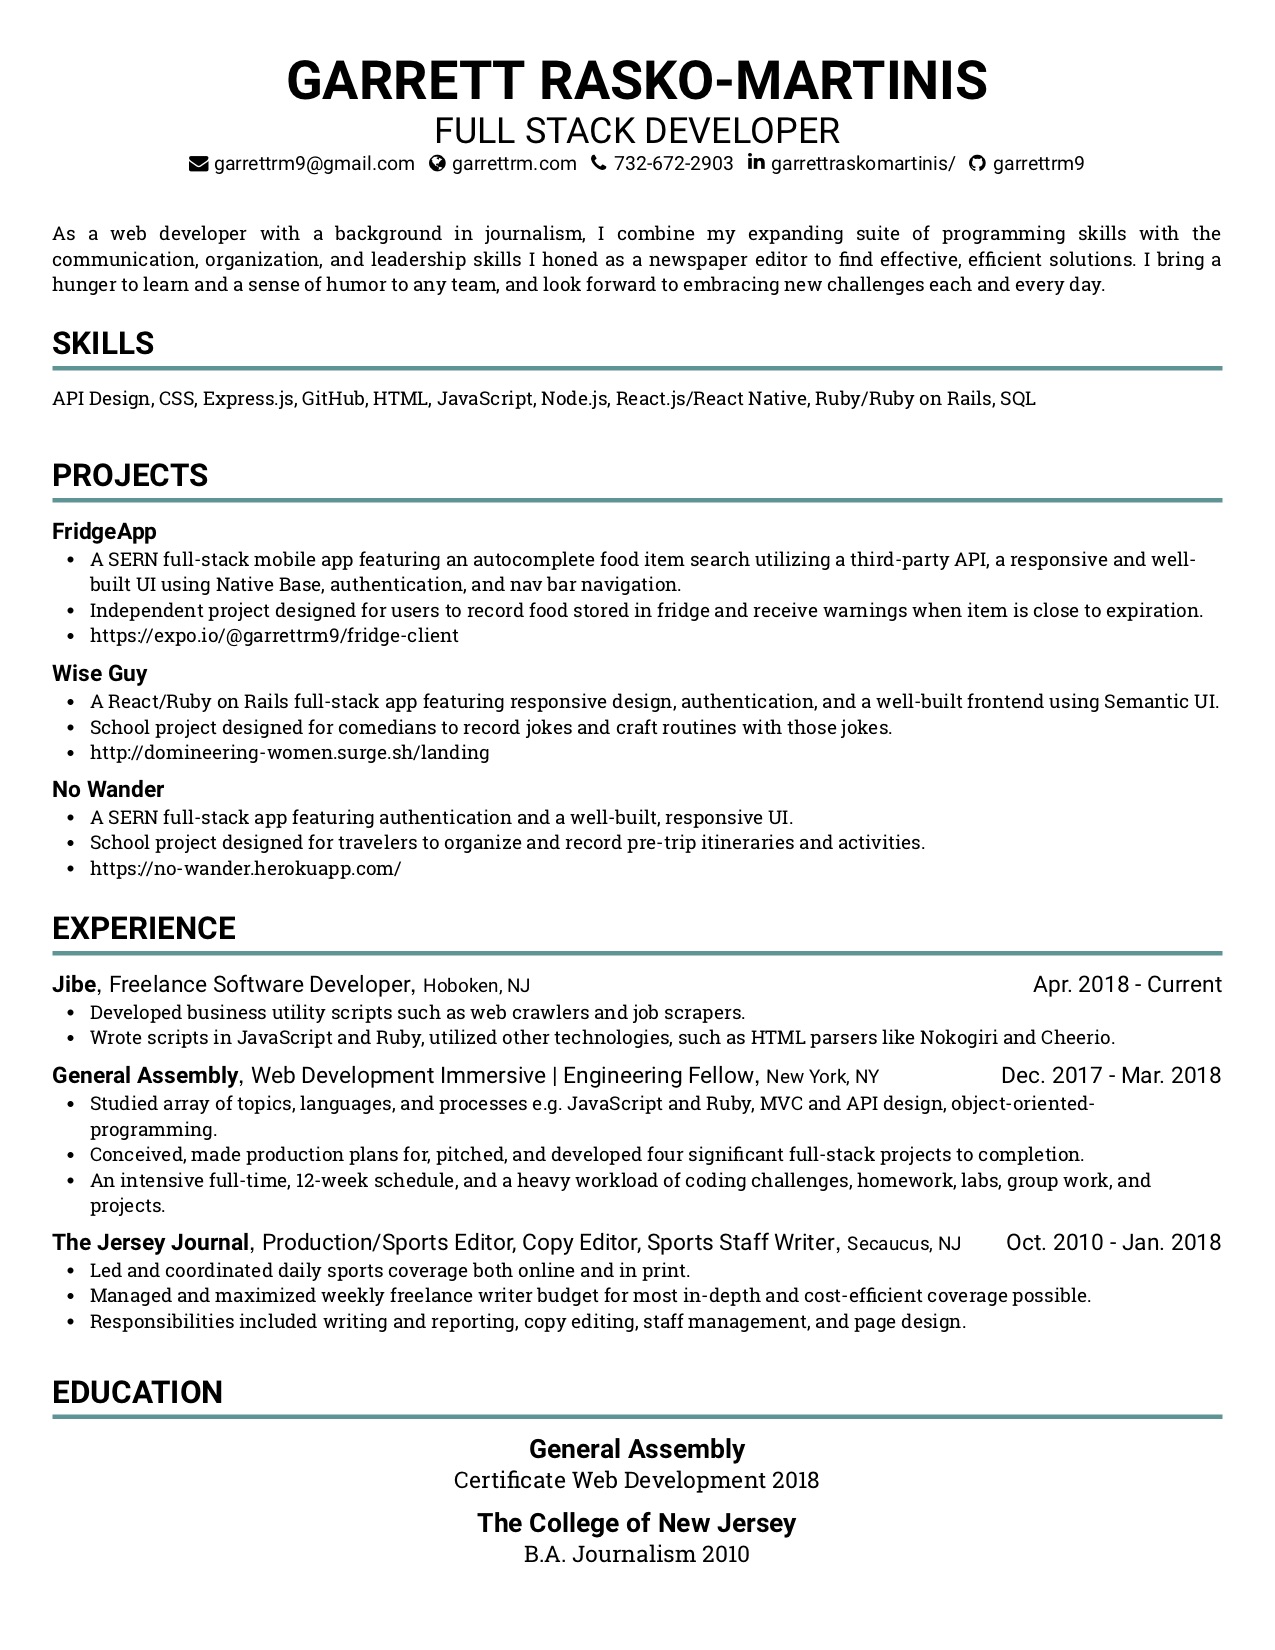 GARRETT RASKO-MARTINIS
FULL STACK DEVELOPER
garrettrm9@gmail.com garrettrm.com 732-672-2903 in garrettraskomartinis/ garrettrm9
As a web developer with a background in journalism, I combine my expanding suite of programming skills with the
communication, organization, and leadership skills I honed as a newspaper editor to find effective, efficient solutions. I bring a
hunger to learn and a sense of humor to any team, and look forward to embracing new challenges each and every day.
SKILLS
API Design, CSS, Express.js, GitHub, HTML, JavaScript, Node.js, React.js/React Native, Ruby/Ruby on Rails, SQL
PROJECTS
FridgeApp
• A SERN full-stack mobile app featuring an autocomplete food item search utilizing a third-party API, a responsive and well-
built UI using Native Base, authentication, and nav bar navigation.
• Independent project designed for users to record food stored in fridge and receive warnings when item is close to expiration.
• https://expo.io/@garrettrm9/fridge-client
Wise Guy
• A React/Ruby on Rails full-stack app featuring responsive design, authentication, and a well-built frontend using Semantic UI.
• School project designed for comedians to record jokes and craft routines with those jokes.
• http://domineering-women.surge.sh/landing
No Wander
• A SERN full-stack app featuring authentication and a well-built, responsive UI.
• School project designed for travelers to organize and record pre-trip itineraries and activities.
• https://no-wander.herokuapp.com/
EXPERIENCE
Jibe, Freelance Software Developer, Hoboken, NJ Apr. 2018 - Current
• Developed business utility scripts such as web crawlers and job scrapers.
• Wrote scripts in JavaScript and Ruby, utilized other technologies, such as HTML parsers like Nokogiri and Cheerio.
General Assembly, Web Development Immersive | Engineering Fellow, New York, NY Dec. 2017 - Mar. 2018
• Studied array of topics, languages, and processes e.g. JavaScript and Ruby, MVC and API design, object-oriented-
programming.
• Conceived, made production plans for, pitched, and developed four significant full-stack projects to completion.
• An intensive full-time, 12-week schedule, and a heavy workload of coding challenges, homework, labs, group work, and
projects.
The Jersey Journal, Production/Sports Editor, Copy Editor, Sports Staff Writer, Secaucus, NJ Oct. 2010 - Jan. 2018
• Led and coordinated daily sports coverage both online and in print.
• Managed and maximized weekly freelance writer budget for most in-depth and cost-efficient coverage possible.
• Responsibilities included writing and reporting, copy editing, staff management, and page design.
EDUCATION
General Assembly
Certificate Web Development 2018
The College of New Jersey
B.A. Journalism 2010